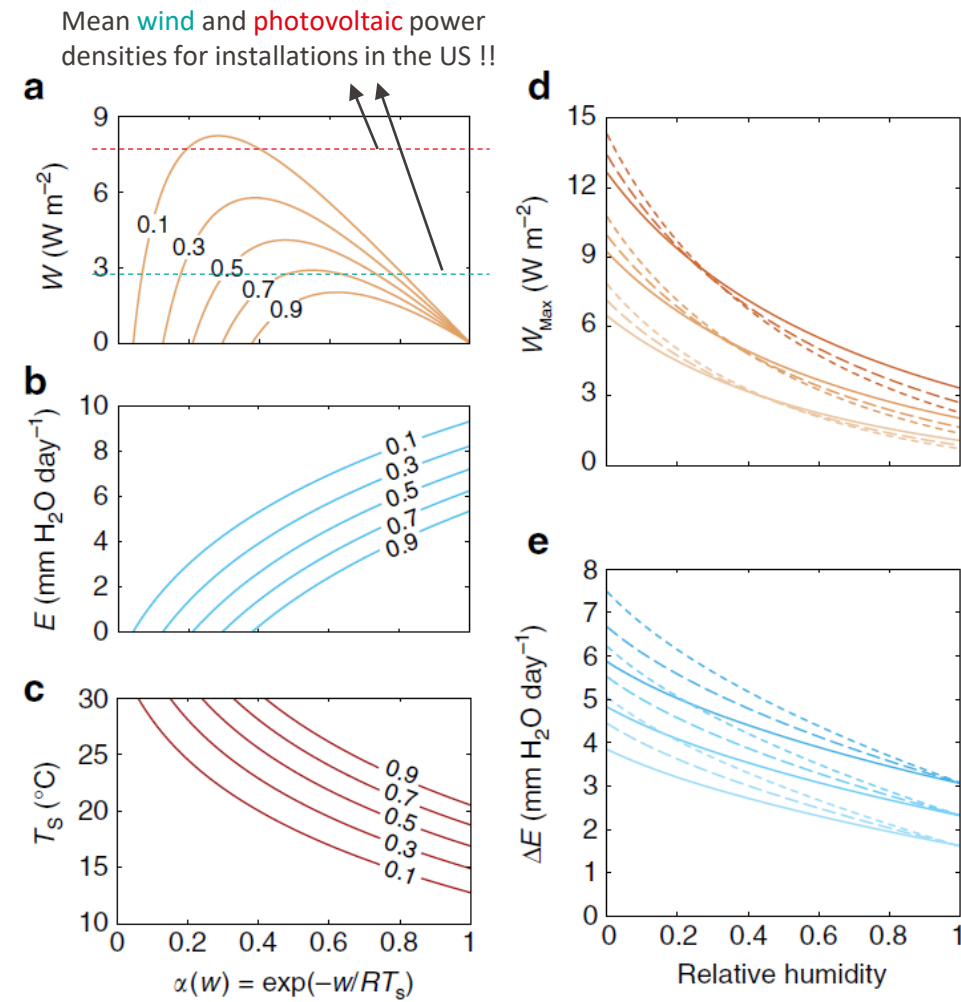 Mean wind and photovoltaic power
densities for installations in the US !!
a
9
6
3
0
W (W m⁻²)
0.1
0.3
0.5
0.7
0.9
b
10
8
6
4
2
0
E (mm H₂O day⁻¹)
0.1
0.3
0.5
0.7
0.9
c
30
25
20
15
10
Tₛ (°C)
0.9
0.7
0.5
0.3
0.1
0 0.2 0.4 0.6 0.8 1
α(w) = exp(−w/RTₛ)
d
15
12
9
6
3
0
W_Max (W m⁻²)
e
8
7
6
5
4
3
2
1
0
ΔE (mm H₂O day⁻¹)
0 0.2 0.4 0.6 0.8 1
Relative humidity